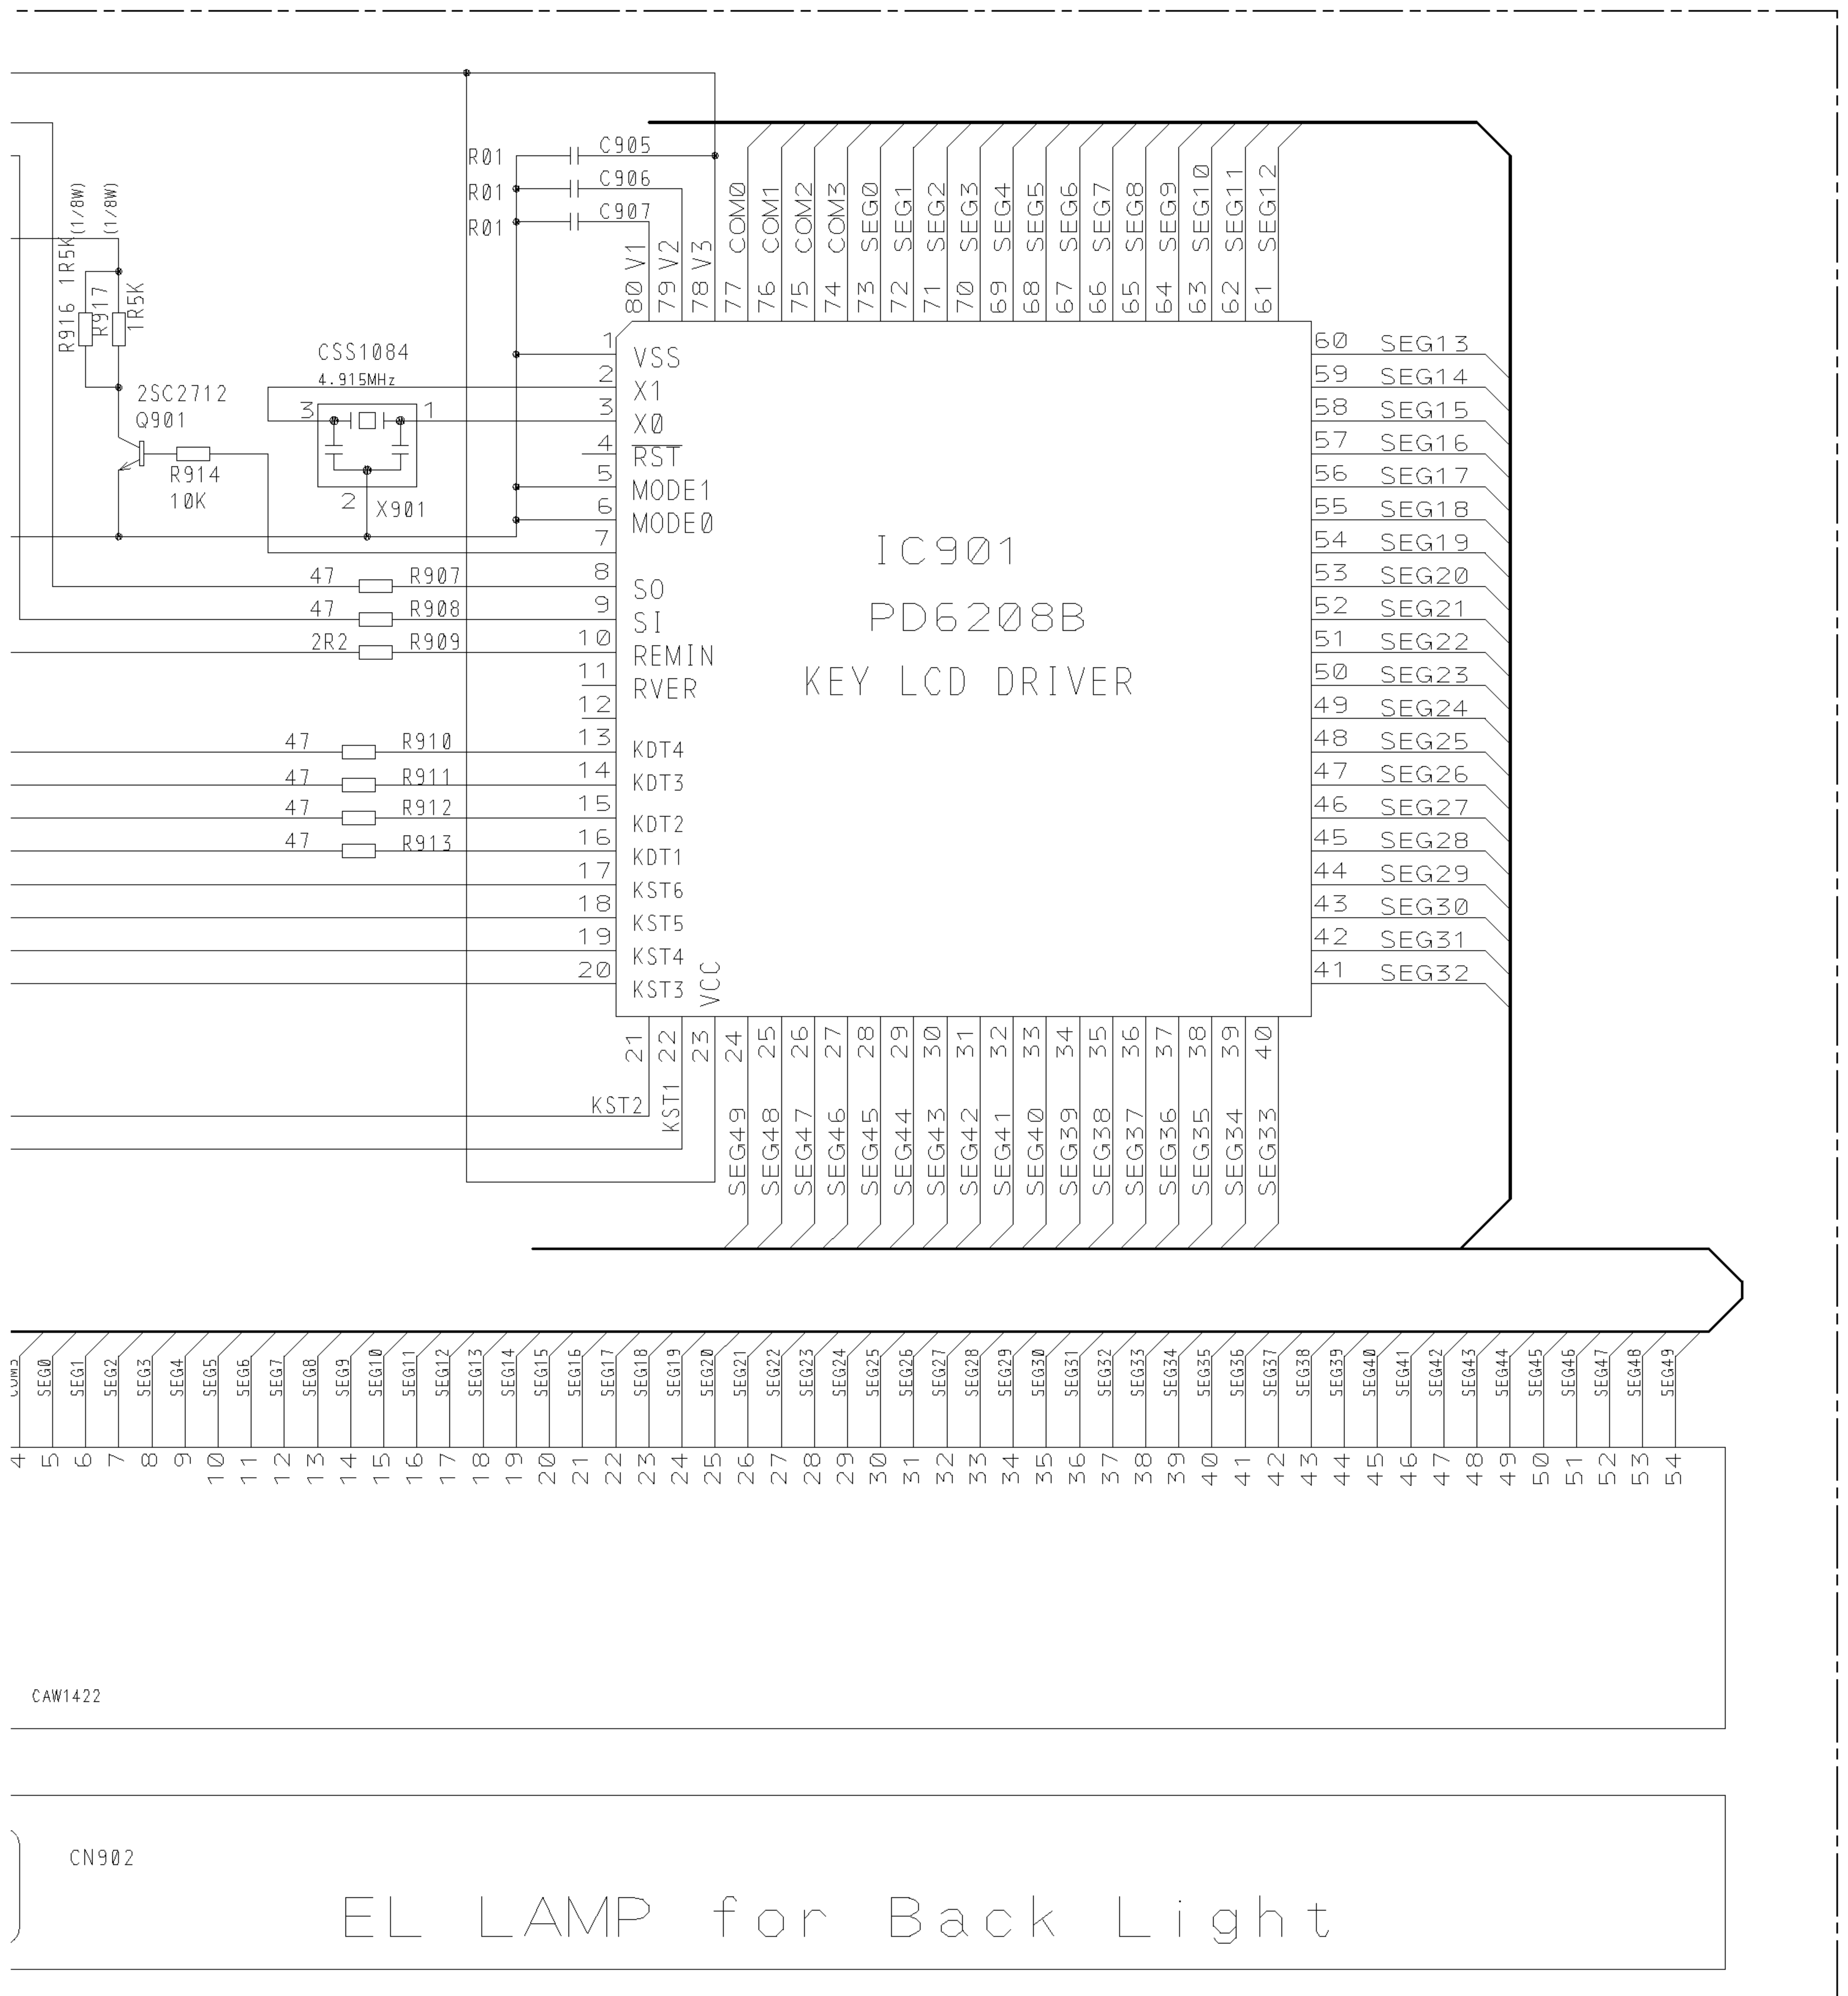 R01 C905
R01 C906
R01 C907
(1/8W)
(1/8W)
R916 1R5K
R917
1R5K
80 V1
79 V2
78 V3
77 COM0
76 COM1
75 COM2
74 COM3
73 SEG0
72 SEG1
71 SEG2
70 SEG3
69 SEG4
68 SEG5
67 SEG6
66 SEG7
65 SEG8
64 SEG9
63 SEG10
62 SEG11
61 SEG12
CSS1084
4.915MHz
3 1
2 X901
2SC2712
Q901
R914
10K
1 VSS
2 X1
3 X0
4 RST
5 MODE1
6 MODE0
7
47 R907 8 SO
47 R908 9 SI
2R2 R909 10 REMIN
11 RVER
12
47 R910 13 KDT4
47 R911 14 KDT3
47 R912 15 KDT2
47 R913 16 KDT1
17 KST6
18 KST5
19 KST4
20 KST3
VCC
IC901
PD6208B
KEY LCD DRIVER
60 SEG13
59 SEG14
58 SEG15
57 SEG16
56 SEG17
55 SEG18
54 SEG19
53 SEG20
52 SEG21
51 SEG22
50 SEG23
49 SEG24
48 SEG25
47 SEG26
46 SEG27
45 SEG28
44 SEG29
43 SEG30
42 SEG31
41 SEG32
21 KST2
22 KST1
23
24 SEG49
25 SEG48
26 SEG47
27 SEG46
28 SEG45
29 SEG44
30 SEG43
31 SEG42
32 SEG41
33 SEG40
34 SEG39
35 SEG38
36 SEG37
37 SEG36
38 SEG35
39 SEG34
40 SEG33
COM3 SEG0 SEG1 SEG2 SEG3 SEG4 SEG5 SEG6 SEG7 SEG8 SEG9 SEG10 SEG11 SEG12 SEG13 SEG14 SEG15 SEG16 SEG17 SEG18 SEG19 SEG20 SEG21 SEG22 SEG23 SEG24 SEG25 SEG26 SEG27 SEG28 SEG29 SEG30 SEG31 SEG32 SEG33 SEG34 SEG35 SEG36 SEG37 SEG38 SEG39 SEG40 SEG41 SEG42 SEG43 SEG44 SEG45 SEG46 SEG47 SEG48 SEG49
4 5 6 7 8 9 10 11 12 13 14 15 16 17 18 19 20 21 22 23 24 25 26 27 28 29 30 31 32 33 34 35 36 37 38 39 40 41 42 43 44 45 46 47 48 49 50 51 52 53 54
CAW1422
CN902
EL LAMP for Back Light